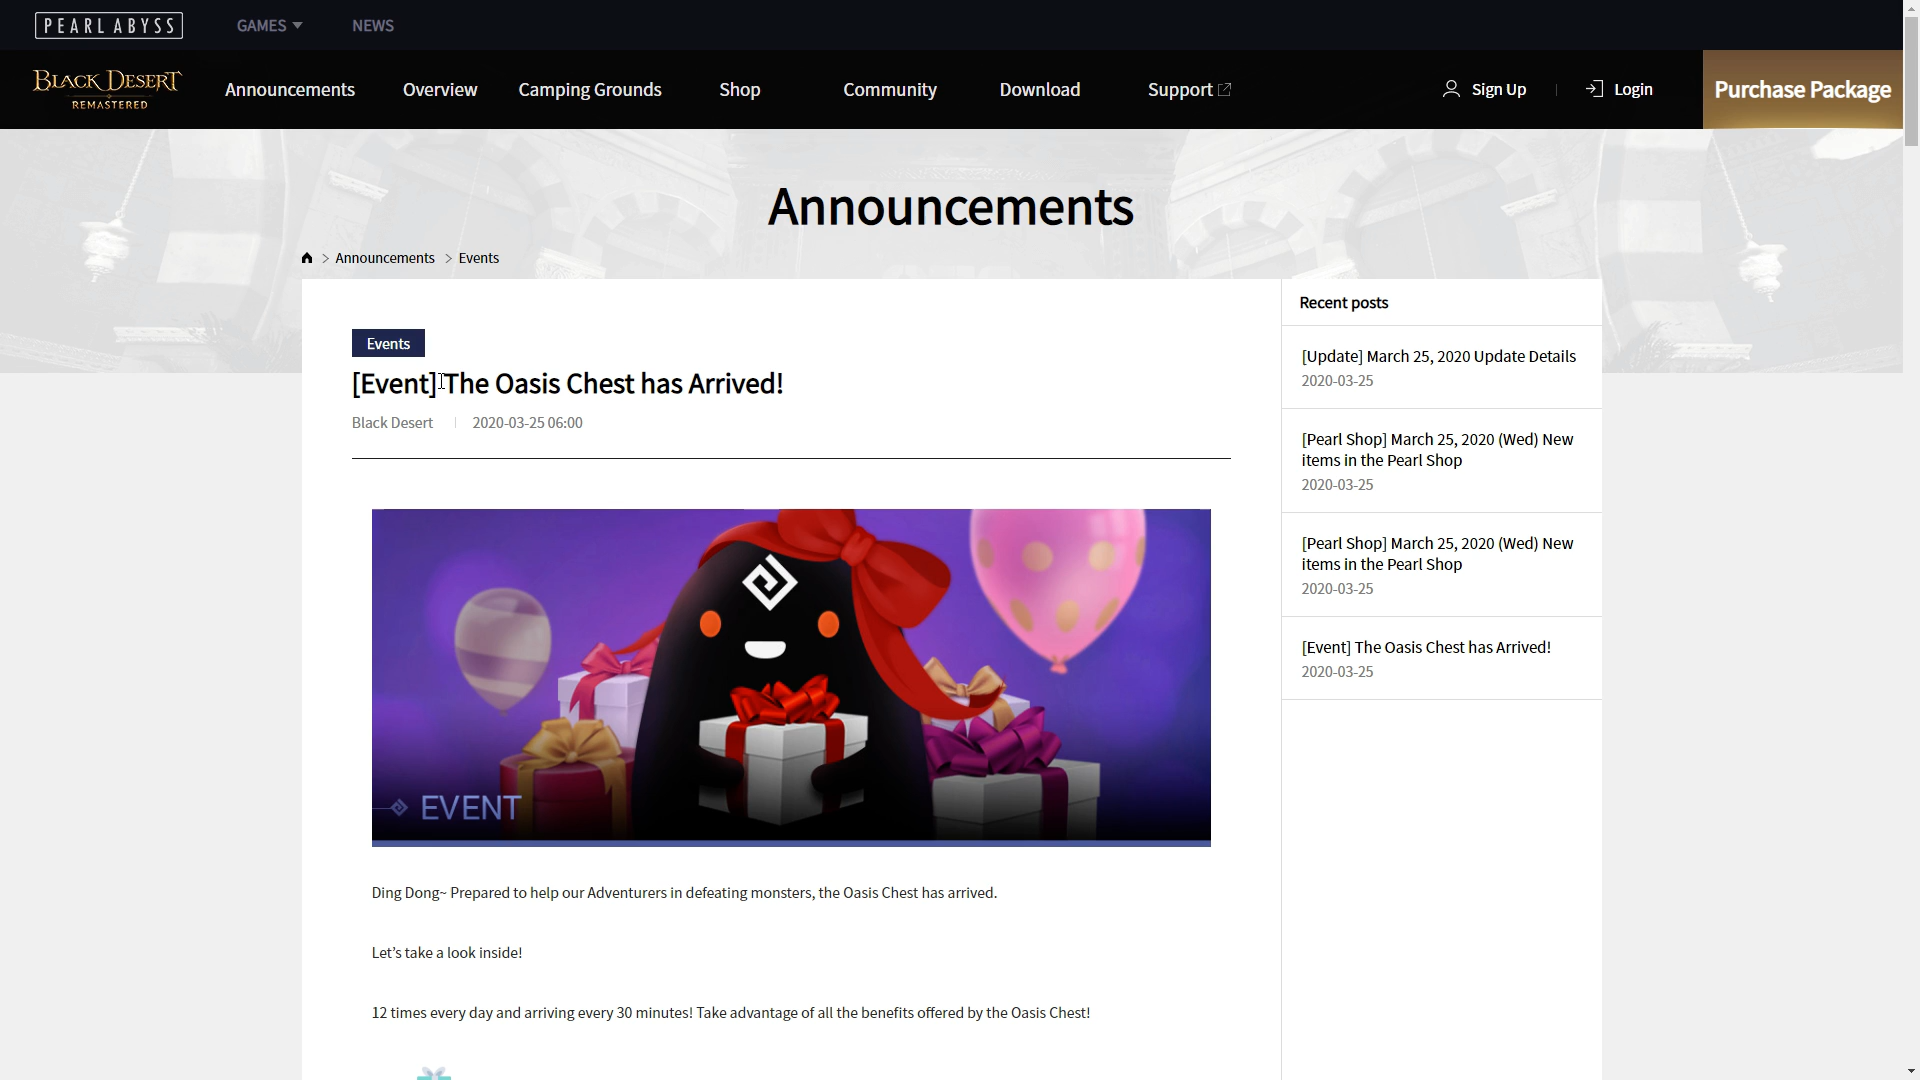 PEARL ABYSS
GAMES
NEWS
BLACK DESERT
REMASTERED
Announcements
Overview
Camping Grounds
Shop
Community
Download
Support
Sign Up
Login
Purchase Package
Announcements
Announcements > Events
Events
[Event] The Oasis Chest has Arrived!
Black Desert
2020-03-25 06:00
EVENT
Ding Dong~ Prepared to help our Adventurers in defeating monsters, the Oasis Chest has arrived.
Let’s take a look inside!
12 times every day and arriving every 30 minutes! Take advantage of all the benefits offered by the Oasis Chest!
Recent posts
[Update] March 25, 2020 Update Details
2020-03-25
[Pearl Shop] March 25, 2020 (Wed) New
items in the Pearl Shop
2020-03-25
[Pearl Shop] March 25, 2020 (Wed) New
items in the Pearl Shop
2020-03-25
[Event] The Oasis Chest has Arrived!
2020-03-25